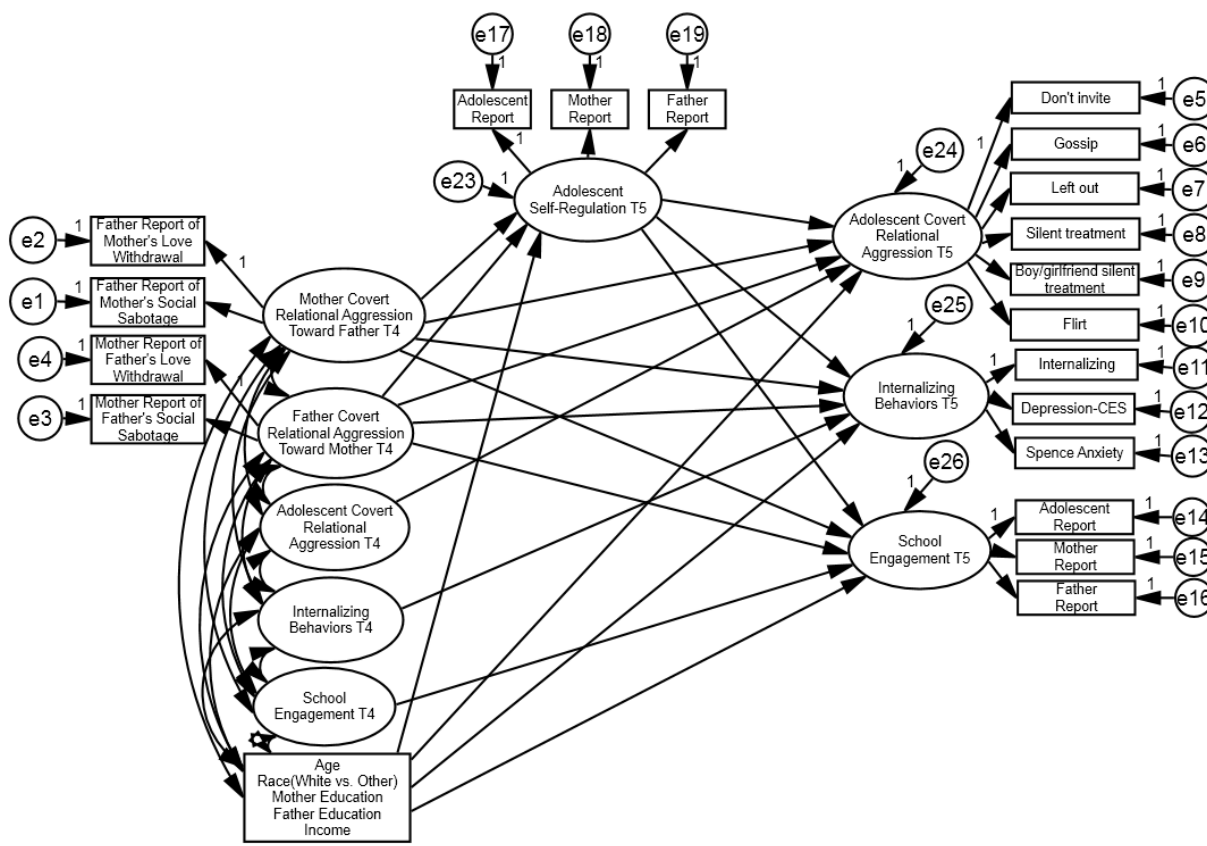 e17
e18
e19
1
1
1
Adolescent
Report
Mother
Report
Father
Report
1
e23
1
Adolescent
Self-Regulation T5
e24
1
Adolescent Covert
Relational
Aggression T5
1
Don't invite
1
e5
Gossip
1
e6
Left out
1
e7
Silent treatment
1
e8
Boy/girlfriend silent
treatment
1
e9
Flirt
1
e10
e2
1
Father Report of
Mother's Love
Withdrawal
1
e1
1
Father Report of
Mother's Social
Sabotage
e4
1
Mother Report of
Father's Love
Withdrawal
1
e3
1
Mother Report of
Father's Social
Sabotage
Mother Covert
Relational Aggression
Toward Father T4
Father Covert
Relational Aggression
Toward Mother T4
Adolescent Covert
Relational
Aggression T4
Internalizing
Behaviors T4
School
Engagement T4
Age
Race(White vs. Other)
Mother Education
Father Education
Income
e25
1
Internalizing
Behaviors T5
1
Internalizing
1
e11
Depression-CES
1
e12
Spence Anxiety
1
e13
e26
1
School
Engagement T5
1
Adolescent
Report
1
e14
Mother
Report
1
e15
Father
Report
1
e16